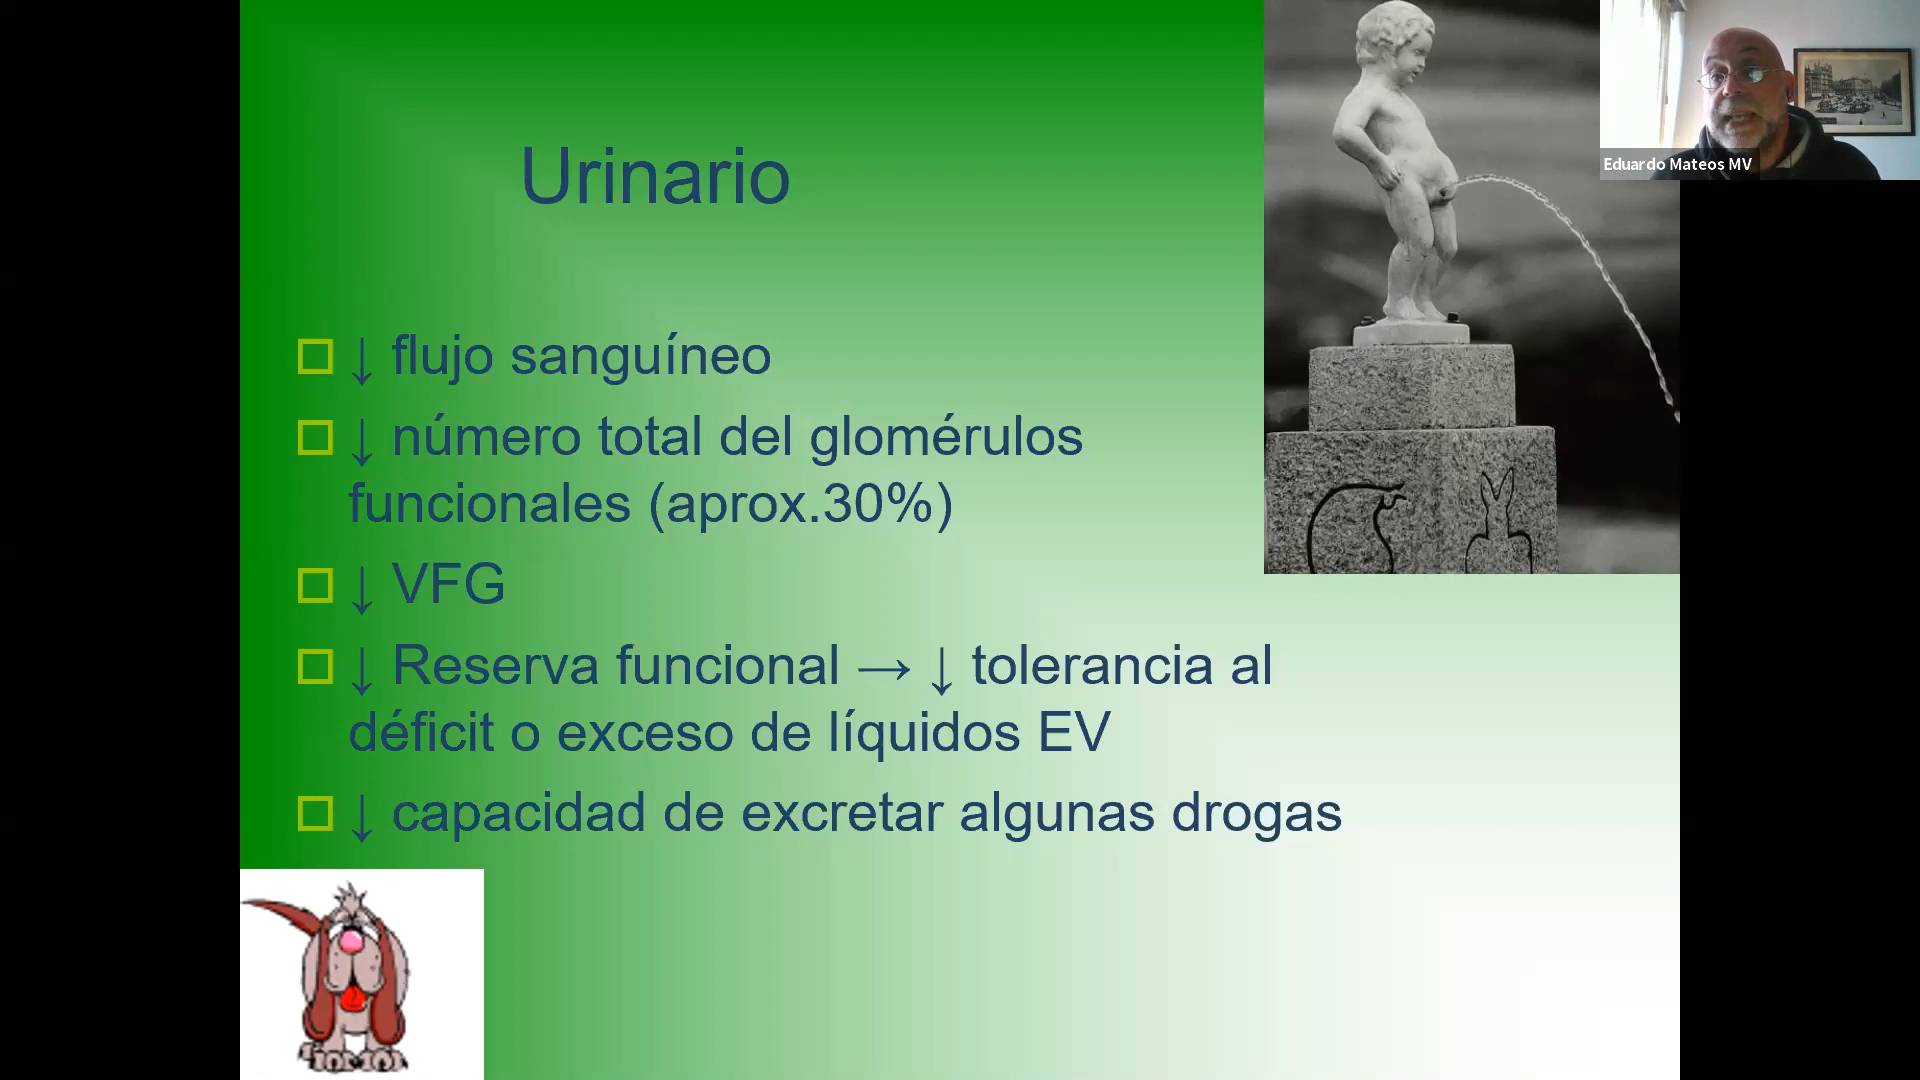 Urinario
↓ flujo sanguíneo
↓ número total del glomérulos
funcionales (aprox.30%)
↓ VFG
↓ Reserva funcional → ↓ tolerancia al
déficit o exceso de líquidos EV
↓ capacidad de excretar algunas drogas
Eduardo Mateos MV